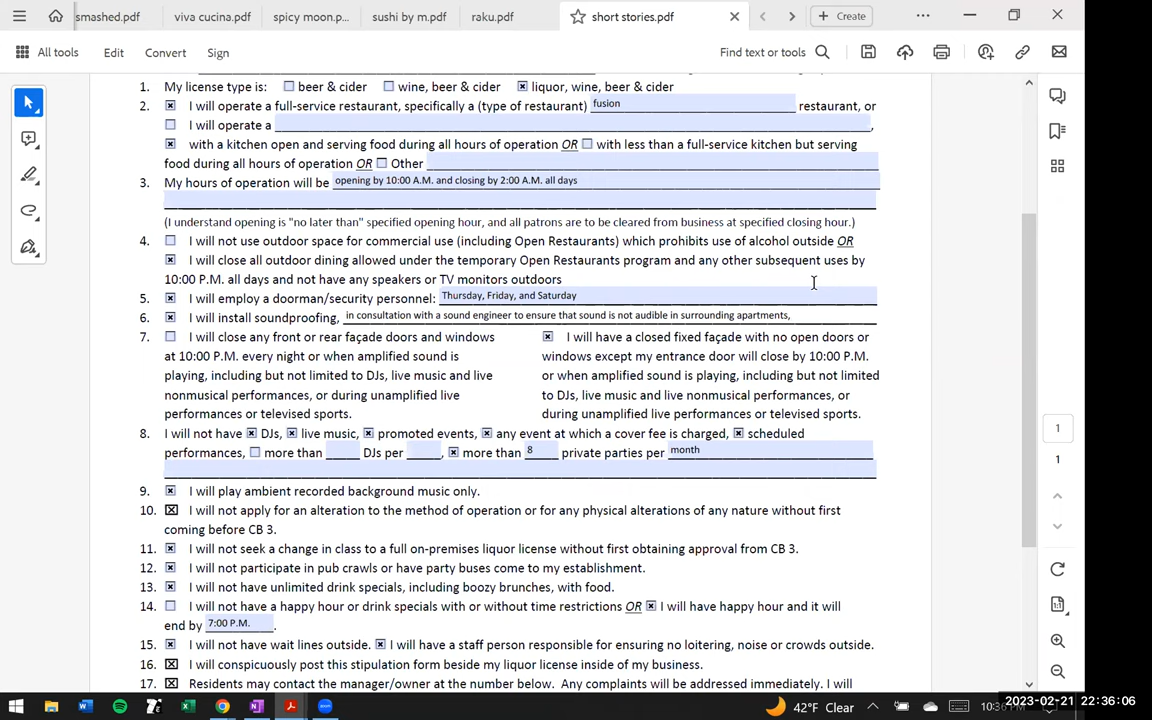 smashed.pdf viva cucina.pdf spicy moon.p... sushi by m.pdf raku.pdf short stories.pdf + Create
All tools Edit Convert Sign Find text or tools
1. My license type is: beer & cider wine, beer & cider liquor, wine, beer & cider
2. I will operate a full-service restaurant, specifically a (type of restaurant) fusion restaurant, or
I will operate a ,
with a kitchen open and serving food during all hours of operation OR with less than a full-service kitchen but serving
food during all hours of operation OR Other
3. My hours of operation will be opening by 10:00 A.M. and closing by 2:00 A.M. all days
(I understand opening is "no later than" specified opening hour, and all patrons are to be cleared from business at specified closing hour.)
4. I will not use outdoor space for commercial use (including Open Restaurants) which prohibits use of alcohol outside OR
I will close all outdoor dining allowed under the temporary Open Restaurants program and any other subsequent uses by
10:00 P.M. all days and not have any speakers or TV monitors outdoors
5. I will employ a doorman/security personnel: Thursday, Friday, and Saturday
6. I will install soundproofing, in consultation with a sound engineer to ensure that sound is not audible in surrounding apartments,
7. I will close any front or rear façade doors and windows
at 10:00 P.M. every night or when amplified sound is
playing, including but not limited to DJs, live music and live
nonmusical performances, or during unamplified live
performances or televised sports.
I will have a closed fixed façade with no open doors or
windows except my entrance door will close by 10:00 P.M.
or when amplified sound is playing, including but not limited
to DJs, live music and live nonmusical performances, or
during unamplified live performances or televised sports.
8. I will not have DJs, live music, promoted events, any event at which a cover fee is charged, scheduled
performances, more than DJs per , more than 8 private parties per month
9. I will play ambient recorded background music only.
10. I will not apply for an alteration to the method of operation or for any physical alterations of any nature without first
coming before CB 3.
11. I will not seek a change in class to a full on-premises liquor license without first obtaining approval from CB 3.
12. I will not participate in pub crawls or have party buses come to my establishment.
13. I will not have unlimited drink specials, including boozy brunches, with food.
14. I will not have a happy hour or drink specials with or without time restrictions OR I will have happy hour and it will
end by 7:00 P.M. .
15. I will not have wait lines outside. I will have a staff person responsible for ensuring no loitering, noise or crowds outside.
16. I will conspicuously post this stipulation form beside my liquor license inside of my business.
17. Residents may contact the manager/owner at the number below. Any complaints will be addressed immediately. I will
1
1
42°F Clear
2023-02-21 22:36:06